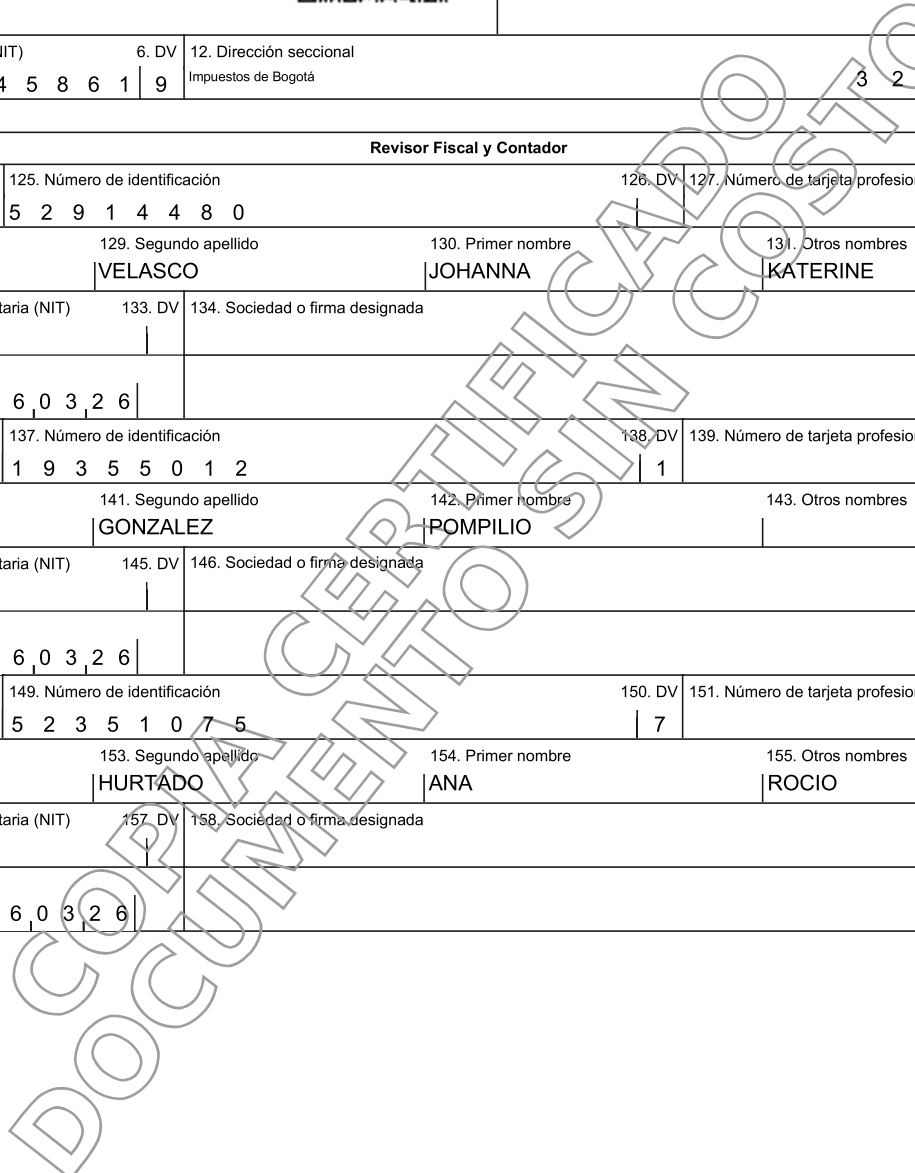 IT) 6. DV 12. Dirección seccional
4 5 8 6 1 9 Impuestos de Bogotá 3 2
Revisor Fiscal y Contador
125. Número de identificación 126. DV 127. Número de tarjeta profesio
5 2 9 1 4 4 8 0
129. Segundo apellido 130. Primer nombre 131. Otros nombres
VELASCO JOHANNA KATERINE
taria (NIT) 133. DV 134. Sociedad o firma designada
6 0 3 2 6
137. Número de identificación 138. DV 139. Número de tarjeta profesio
1 9 3 5 5 0 1 2 1
141. Segundo apellido 142. Primer nombre 143. Otros nombres
GONZALEZ POMPILIO
taria (NIT) 145. DV 146. Sociedad o firma designada
6 0 3 2 6
149. Número de identificación 150. DV 151. Número de tarjeta profesio
5 2 3 5 1 0 7 5 7
153. Segundo apellido 154. Primer nombre 155. Otros nombres
HURTADO ANA ROCIO
taria (NIT) 157. DV 158. Sociedad o firma designada
6 0 3 2 6
COPIA CERTIFICADO
DOCUMENTO SIN COSTO